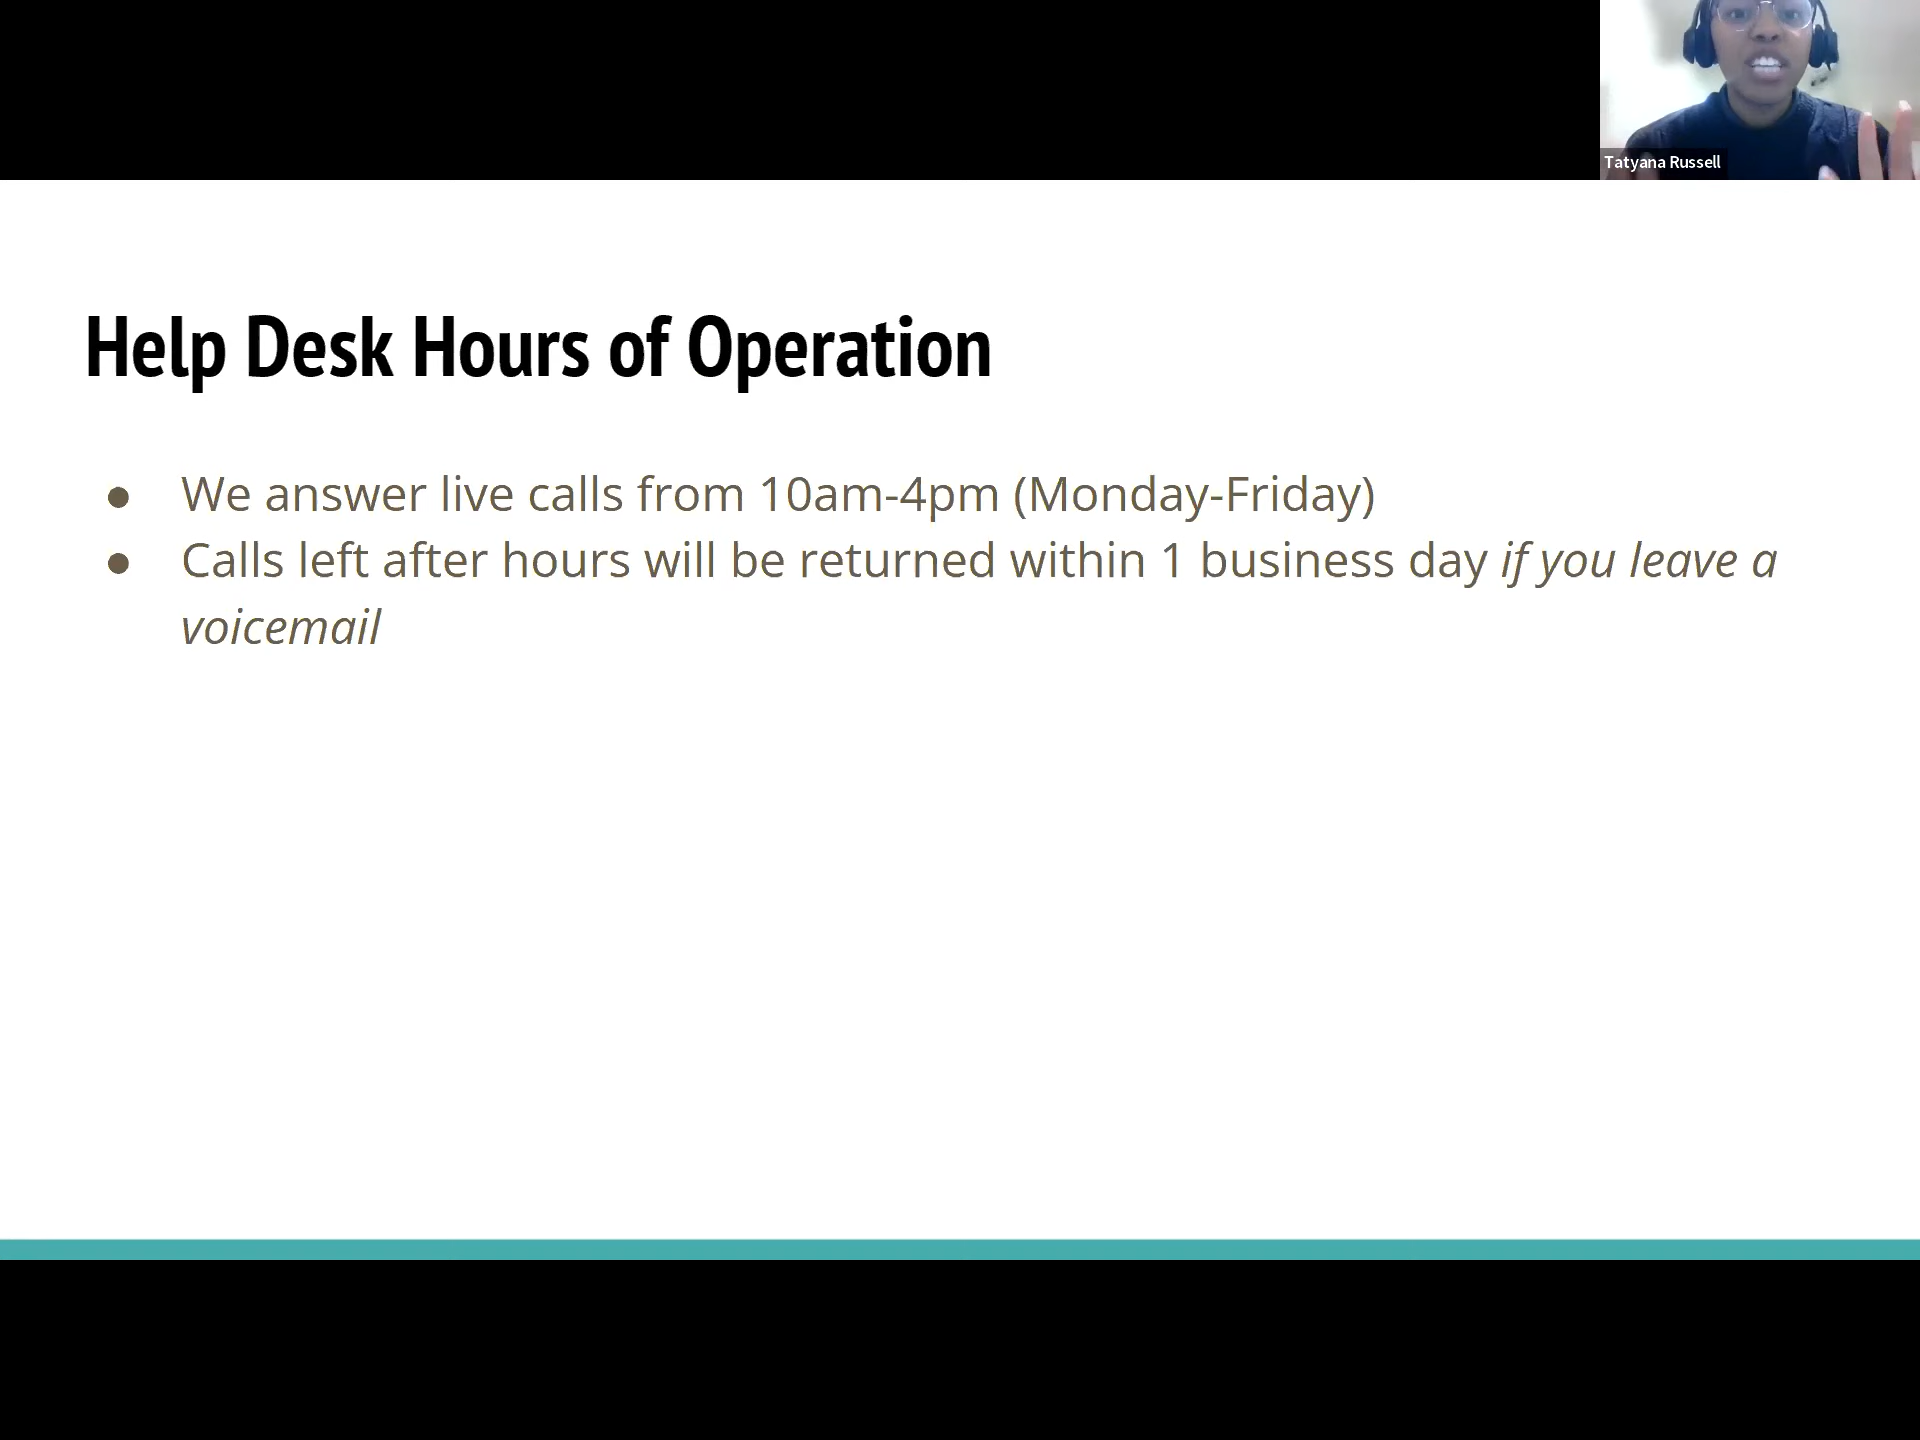 Tatyana Russell
Help Desk Hours of Operation
● We answer live calls from 10am-4pm (Monday-Friday)
● Calls left after hours will be returned within 1 business day if you leave a
voicemail